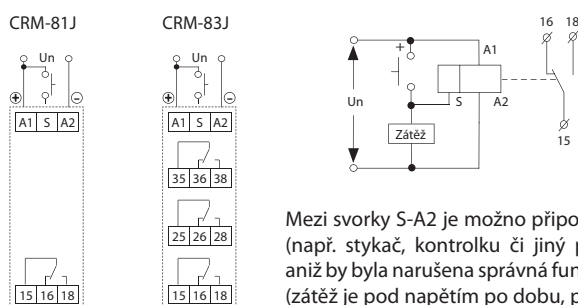 CRM-81J
Un
+ −
A1 S A2
15 16 18
CRM-83J
Un
+ −
A1 S A2
35 36 38
25 26 28
15 16 18
16 18
+
A1
Un
S A2
Zátěž
15
Mezi svorky S-A2 je možno připo
(např. stykač, kontrolku či jiný p
aniž by byla narušena správná fun
(zátěž je pod napětím po dobu, p